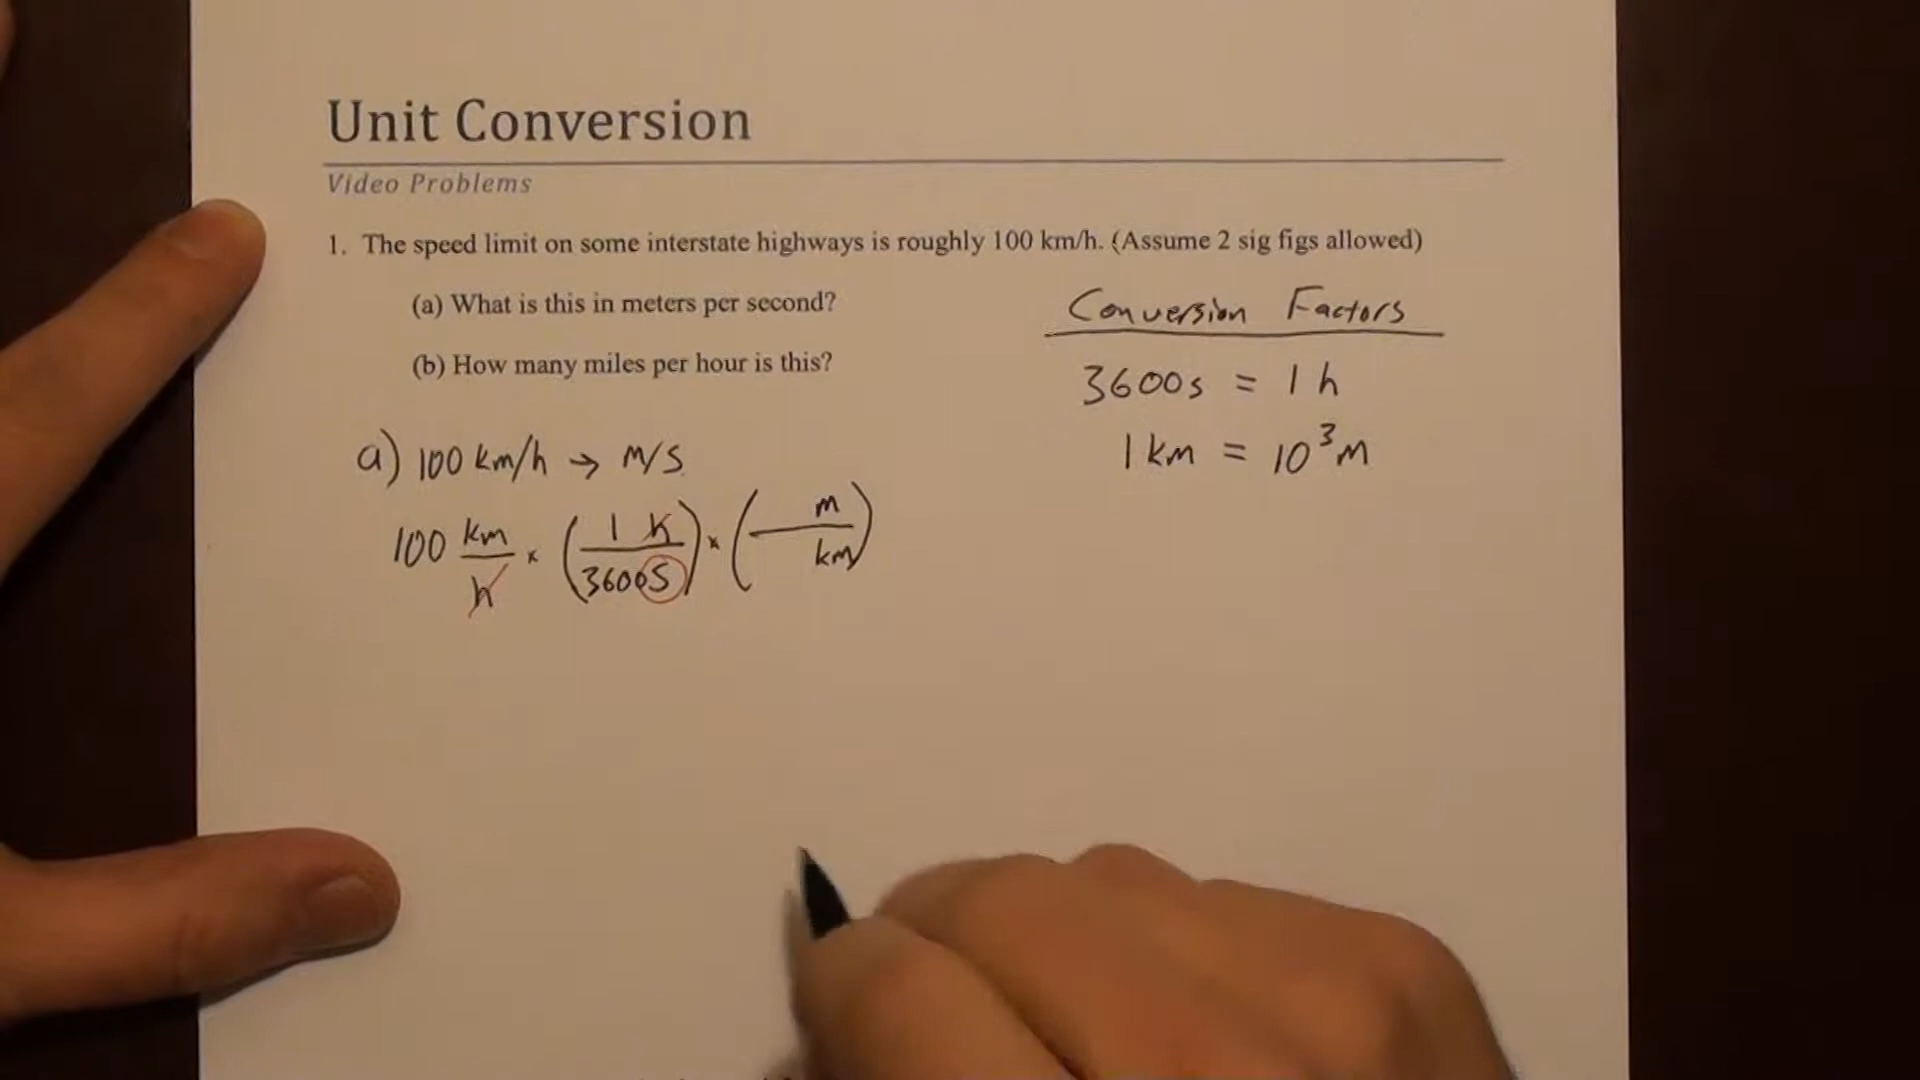 Unit Conversion
Video Problems
1. The speed limit on some interstate highways is roughly 100 km/h. (Assume 2 sig figs allowed)
(a) What is this in meters per second?
(b) How many miles per hour is this?
Conversion Factors
3600s = 1 h
1 km = 10³ m
a) 100 km/h → m/s
100 km/h × (1 h/3600s) × (m/km)